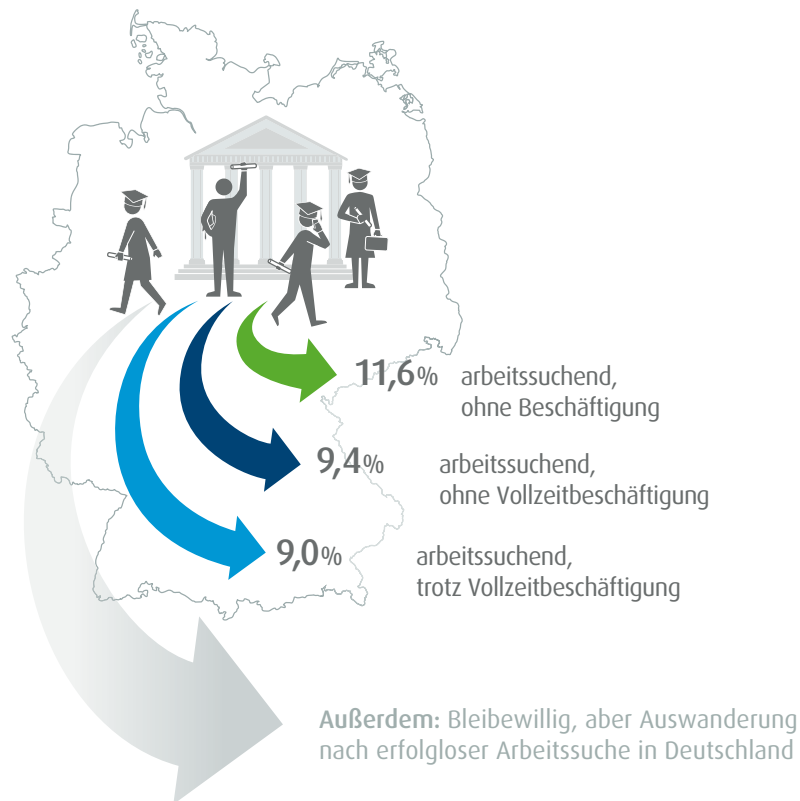 11,6% arbeitssuchend,
ohne Beschäftigung
9,4% arbeitssuchend,
ohne Vollzeitbeschäftigung
9,0% arbeitssuchend,
trotz Vollzeitbeschäftigung
Außerdem: Bleibewillig, aber Auswanderung
nach erfolgloser Arbeitssuche in Deutschland